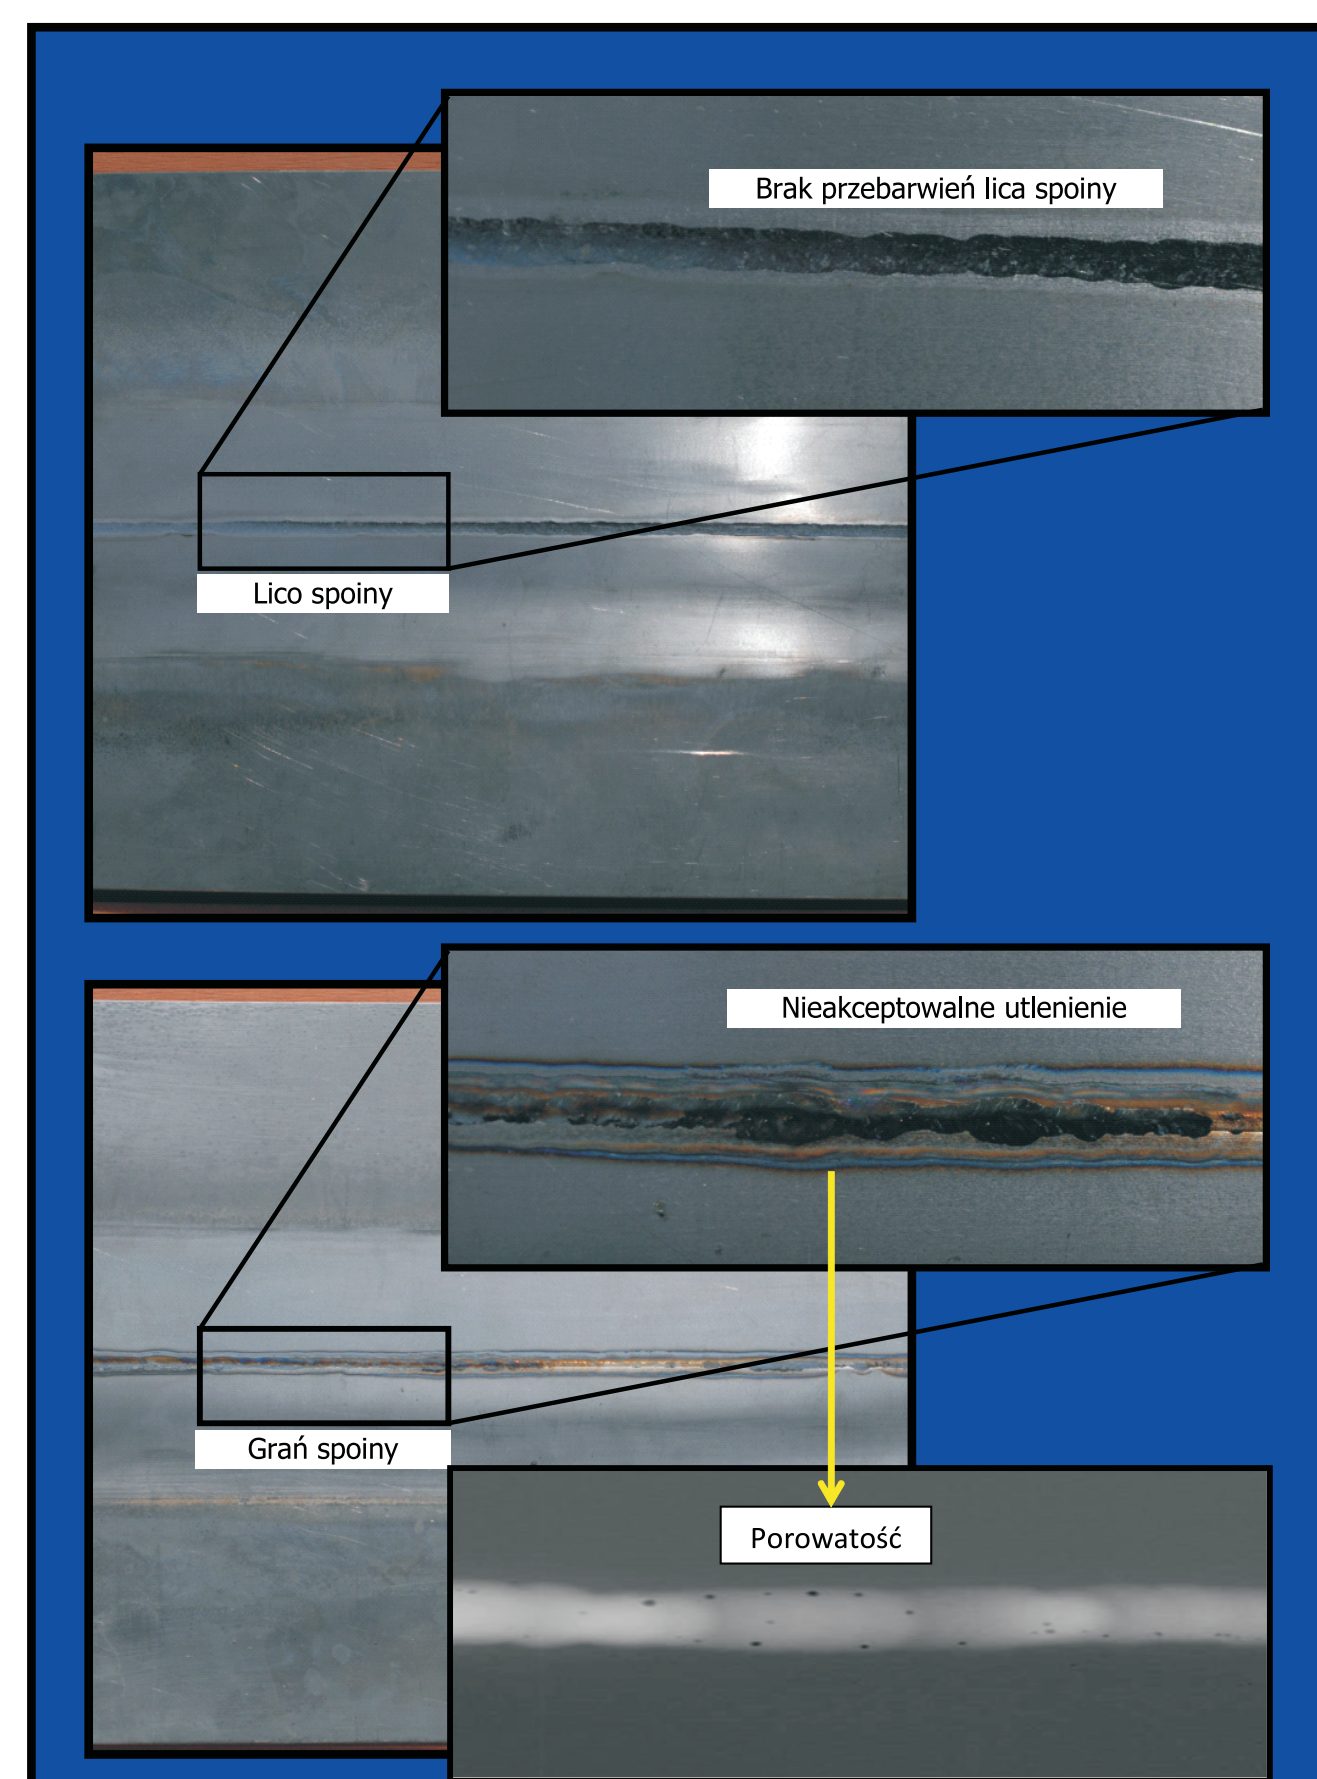 Brak przebarwień lica spoiny
Lico spoiny
Nieakceptowalne utlenienie
Grań spoiny
Porowatość